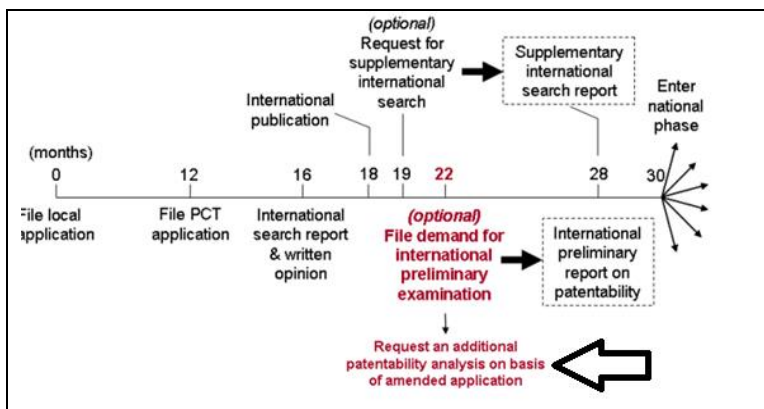 (optional)
Request for
supplementary
international
search
Supplementary
international
search report
Enter
national
phase
International
publication
(months)
0
12
16
18
19
22
28
30
File local
application
File PCT
application
International
search report
& written
opinion
(optional)
File demand for
international
preliminary
examination
International
preliminary
report on
patentability
Request an additional
patentability analysis on basis
of amended application